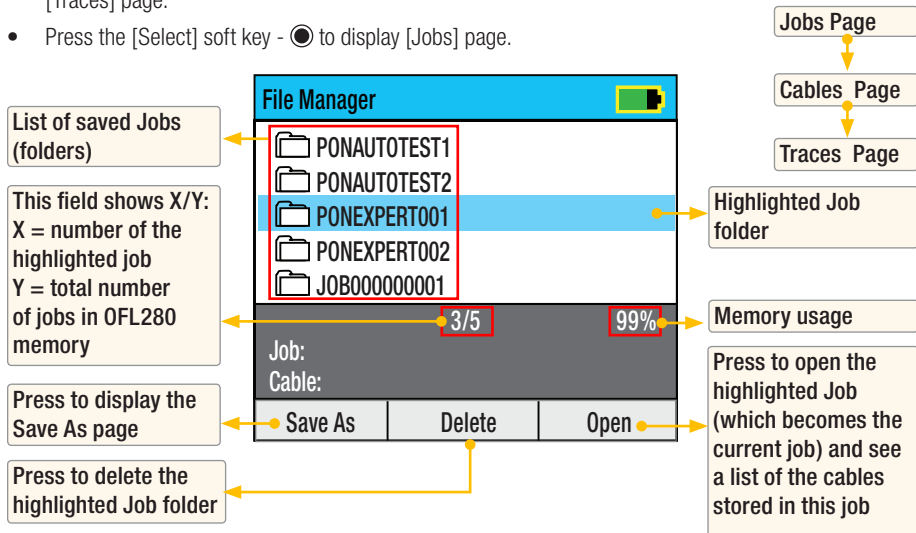 [Traces] page.
• Press the [Select] soft key - to display [Jobs] page.
Jobs Page
Cables Page
Traces Page
List of saved Jobs
(folders)
This field shows X/Y:
X = number of the
highlighted job
Y = total number
of jobs in OFL280
memory
Press to display the
Save As page
Press to delete the
highlighted Job folder
File Manager
PONAUTOTEST1
PONAUTOTEST2
PONEXPERT001
PONEXPERT002
JOB000000001
3/5 99%
Job:
Cable:
Save As Delete Open
Highlighted Job
folder
Memory usage
Press to open the
highlighted Job
(which becomes the
current job) and see
a list of the cables
stored in this job